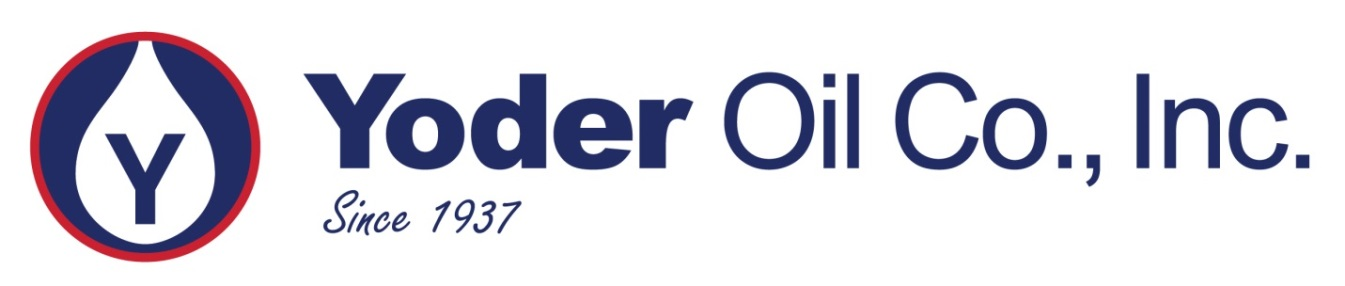 Y
Yoder Oil Co., Inc.
Since 1937